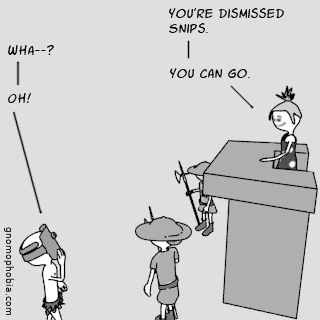 WHA--?
OH!
YOU'RE DISMISSED
SNIPS.
YOU CAN GO.
gnomophobia.com